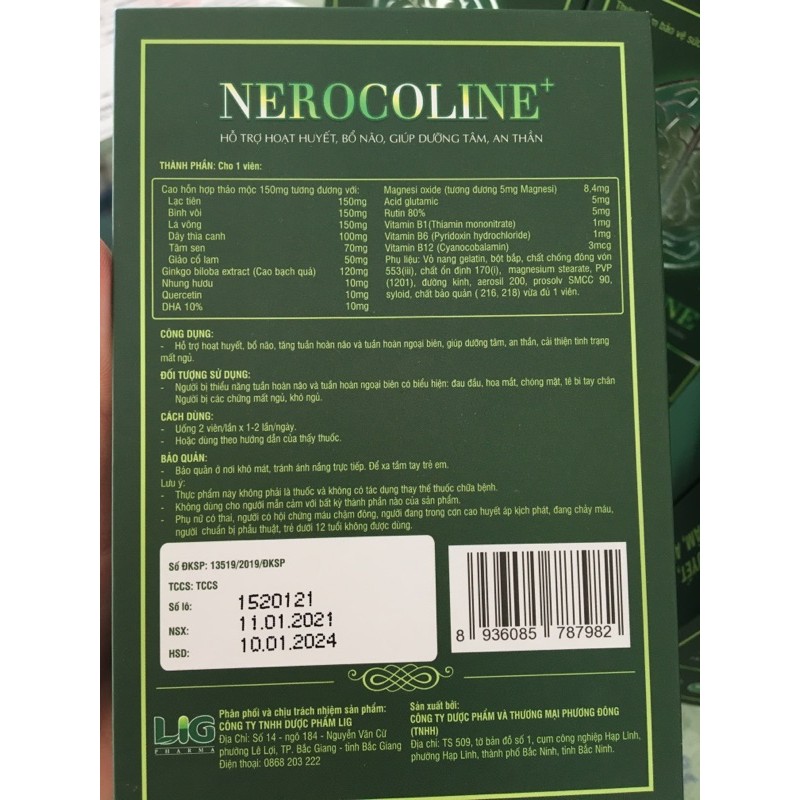 NEROCOLINE+
HỖ TRỢ HOẠT HUYẾT, BỔ NÃO, GIÚP DƯỠNG TÂM, AN THẦN
THÀNH PHẦN: Cho 1 viên:
Cao hỗn hợp thảo mộc 150mg tương đương với:
Lạc tiên 150mg
Bình vôi 150mg
Lá vông 150mg
Dây thìa canh 100mg
Tâm sen 70mg
Giảo cổ lam 50mg
Ginkgo biloba extract (Cao bạch quả) 120mg
Nhung hươu 10mg
Quercetin 10mg
DHA 10% 10mg
Magnesi oxide (tương đương 5mg Magnesi) 8,4mg
Acid glutamic 5mg
Rutin 80% 5mg
Vitamin B1(Thiamin mononitrate) 1mg
Vitamin B6 (Pyridoxin hydrochloride) 1mg
Vitamin B12 (Cyanocobalamin) 3mcg
Phụ liệu: Vỏ nang gelatin, bột bắp, chất chống đông vón
553(iii), chất ổn định 170(i), magnesium stearate, PVP
(1201), đường kính, aerosil 200, prosolv SMCC 90,
syloid, chất bảo quản ( 216, 218) vừa đủ 1 viên.
CÔNG DỤNG:
- Hỗ trợ hoạt huyết, bổ não, tăng tuần hoàn não và tuần hoàn ngoại biên, giúp dưỡng tâm, an thần, cải thiện tình trạng
mất ngủ.
ĐỐI TƯỢNG SỬ DỤNG:
- Người bị thiểu năng tuần hoàn não và tuần hoàn ngoại biên có biểu hiện: đau đầu, hoa mắt, chóng mặt, tê bì tay chân
Người bị các chứng mất ngủ, khó ngủ.
CÁCH DÙNG:
- Uống 2 viên/lần x 1-2 lần/ngày.
- Hoặc dùng theo hướng dẫn của thầy thuốc.
BẢO QUẢN:
- Bảo quản ở nơi khô mát, tránh ánh nắng trực tiếp. Để xa tầm tay trẻ em.
Lưu ý:
- Thực phẩm này không phải là thuốc và không có tác dụng thay thế thuốc chữa bệnh.
- Không dùng cho người mẫn cảm với bất kỳ thành phần nào của sản phẩm.
- Phụ nữ có thai, người có hội chứng máu chậm đông, người đang trong cơn cao huyết áp kịch phát, đang chảy máu,
người chuẩn bị phẫu thuật, trẻ dưới 12 tuổi không được dùng.
Số ĐKSP: 13519/2019/ĐKSP
TCCS: TCCS
Số lô: 1520121
NSX: 11.01.2021
HSD: 10.01.2024
8 936085 787982
LIG
PHARMA
Phân phối và chịu trách nhiệm sản phẩm:
CÔNG TY TNHH DƯỢC PHẨM LIG
Địa Chỉ: Số 14 - ngõ 184 - Nguyễn Văn Cừ
phường Lê Lợi, TP. Bắc Giang - tỉnh Bắc Giang
Điện thoại: 0868 203 222
Sản xuất bởi:
CÔNG TY DƯỢC PHẨM VÀ THƯƠNG MẠI PHƯƠNG ĐÔNG
(TNHH)
Địa chỉ: TS 509, tờ bản đồ số 1, cụm công nghiệp Hạp Lĩnh,
phường Hạp Lĩnh, thành phố Bắc Ninh, tỉnh Bắc Ninh.